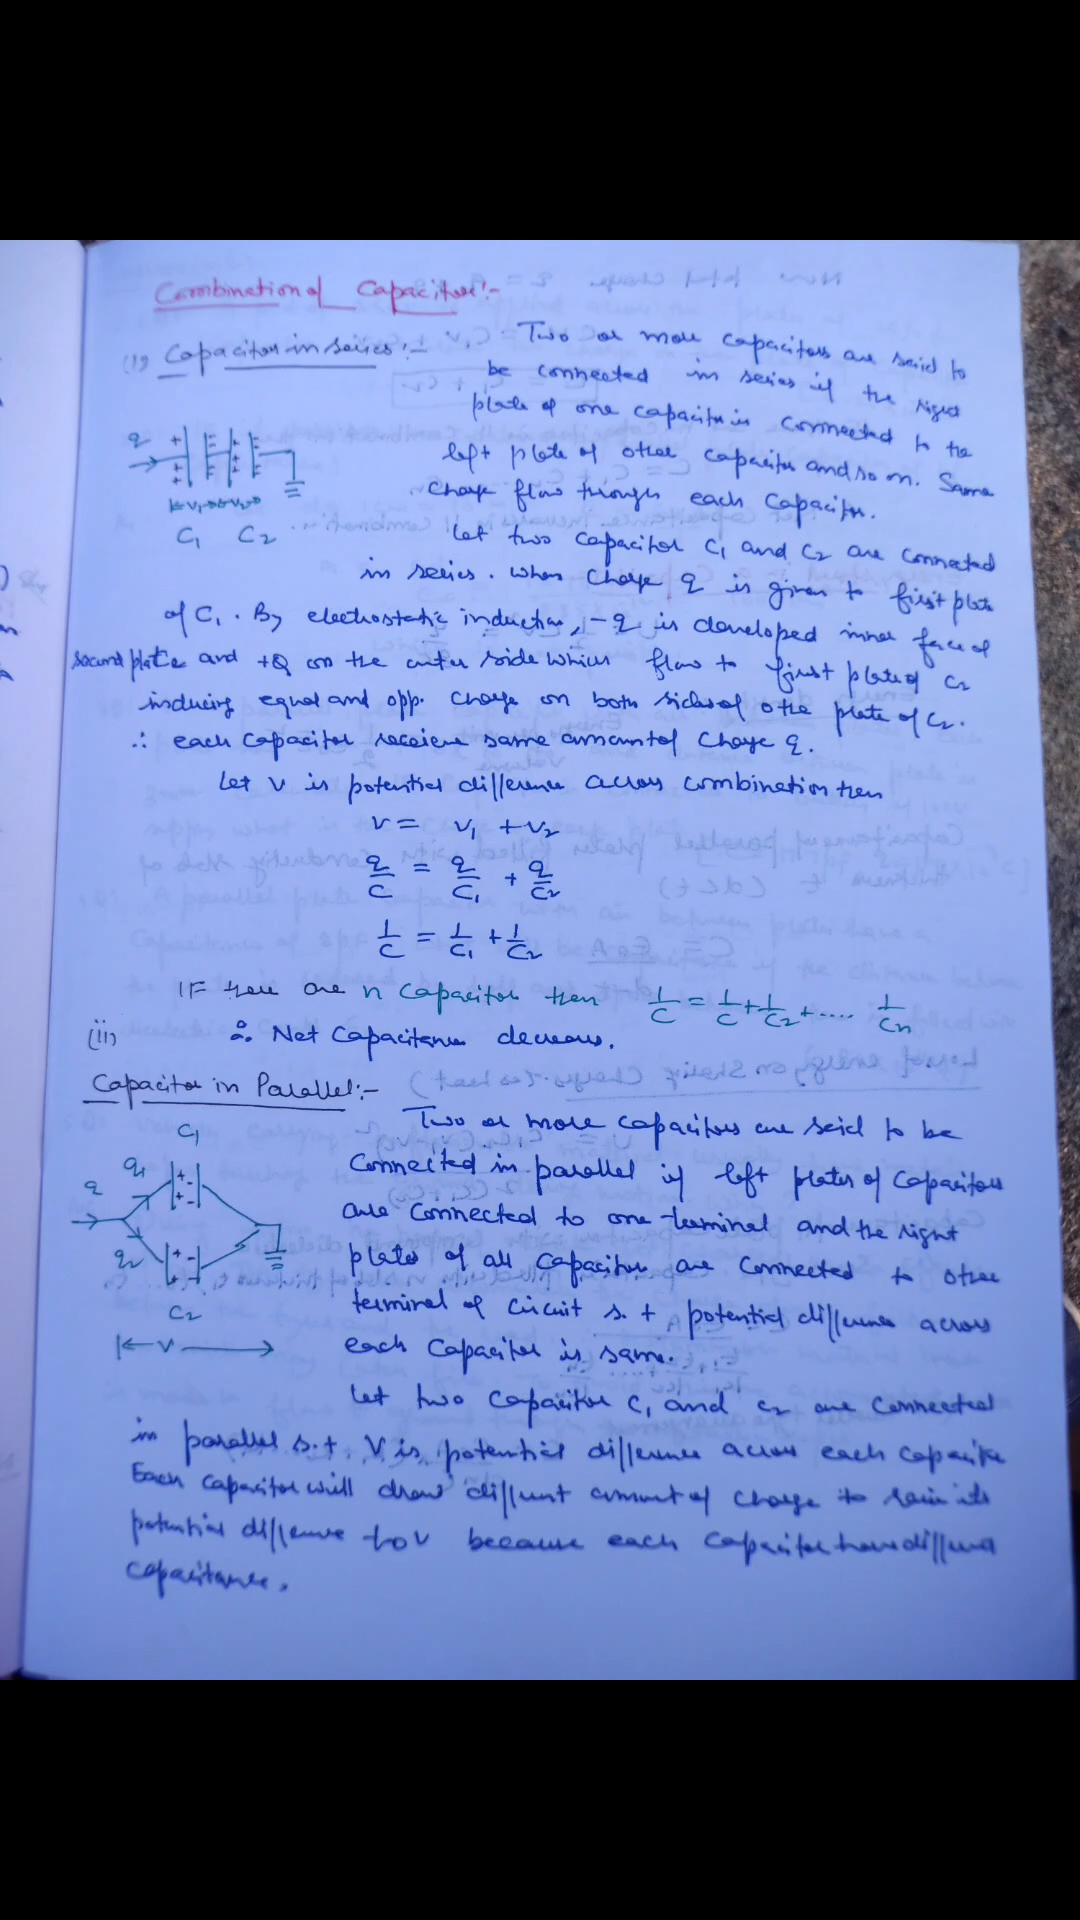 Combination of Capacitor:-
(i) Capacitor in series:- Two or more capacitors are said to
be connected in series if the right
plate of one capacitor is connected to the
left plate of other capacitor and so on. Same
charge flow through each capacitor.
q + + + + - - - + + + + - - -
V1 V2
C1 C2
Let two capacitor C1 and C2 are connected
in series. When charge q is given to first plate
of C1. By electrostatic induction, -q is developed inner face of
second plate and +Q on the outer side which flow to first plate of C2
inducing equal and opp. charge on both sides of othe plate of C2.
∴ each capacitor receive same amount of charge q.
Let V is potential difference across combination then
V = V1 + V2
q/C = q/C1 + q/C2
1/C = 1/C1 + 1/C2
IF there are n capacitor then 1/C = 1/C + 1/C2 + .... 1/Cn
∴ Net capacitance decreases.
(ii)
Capacitor in Parallel:-
Two or more capacitors are said to be
connected in parallel if left plates of capacitors
are connected to one terminal and the right
plates of all capacitors are connected to other
terminal of circuit s.t potential difference across
each capacitor is same.
C1
q q1 + - + -
q2 + - + -
C2
V
Let two capacitor C1 and C2 are connected
in parallel s.t V is potential difference across each capacitor
Each capacitor will draw different amount of charge to its
potential difference to V because each capacitor have different
capacitance.